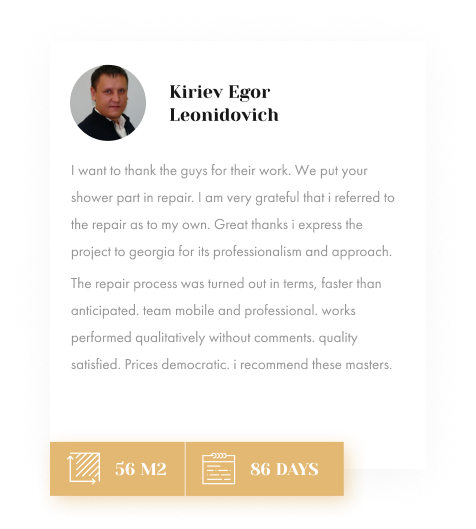 Kiriev Egor
Leonidovich
I want to thank the guys for their work. We put your
shower part in repair. I am very grateful that i referred to
the repair as to my own. Great thanks i express the
project to georgia for its professionalism and approach.
The repair process was turned out in terms, faster than
anticipated. team mobile and professional. works
performed qualitatively without comments. quality
satisfied. Prices democratic. i recommend these masters.
56 M2
86 DAYS